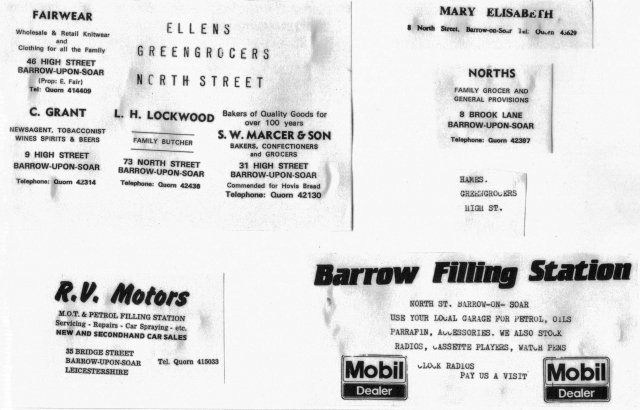 FAIRWEAR
Wholesale & Retail Knitwear
and
Clothing for all the Family
46 HIGH STREET
BARROW-UPON-SOAR
(Prop: E. Fair)
Tel: Quorn 414409
ELLENS
GREENGROCERS
NORTH STREET
C. GRANT
NEWSAGENT, TOBACCONIST
WINES SPIRITS & BEERS
9 HIGH STREET
BARROW-UPON-SOAR
Telephone: Quorn 42314
L. H. LOCKWOOD
FAMILY BUTCHER
73 NORTH STREET
BARROW-UPON-SOAR
Telephone: Quorn 42436
Bakers of Quality Goods for
over 100 years
S. W. MARCER & SON
BAKERS, CONFECTIONERS
and GROCERS
31 HIGH STREET
BARROW-UPON-SOAR
Commended for Hovis Bread
Telephone: Quorn 42130
MARY ELISABETH
8 North Street, Barrow-on-Soar Tel: Quorn
NORTHS
FAMILY GROCER AND
GENERAL PROVISIONS
8 BROOK LANE
BARROW-UPON-SOAR
Telephone: Quorn 42387
HAMES.
GREENGROCERS
HIGH ST.
R.V. Motors
M.O.T. & PETROL FILLING STATION
Servicing - Repairs - Car Spraying - etc.
NEW AND SECONDHAND CAR SALES
35 BRIDGE STREET
BARROW-UPON-SOAR
LEICESTERSHIRE
Tel. Quorn 415033
Barrow Filling Station
NORTH ST. BARROW-ON- SOAR
USE YOUR LOCAL GARAGE FOR PETROL, OILS
PARRAFIN, ACCESSORIES. WE ALSO STOCK
RADIOS, CASSETTE PLAYERS, WATCH PENS
CLOCK RADIOS
PAY US A VISIT
Mobil
Dealer
Mobil
Dealer